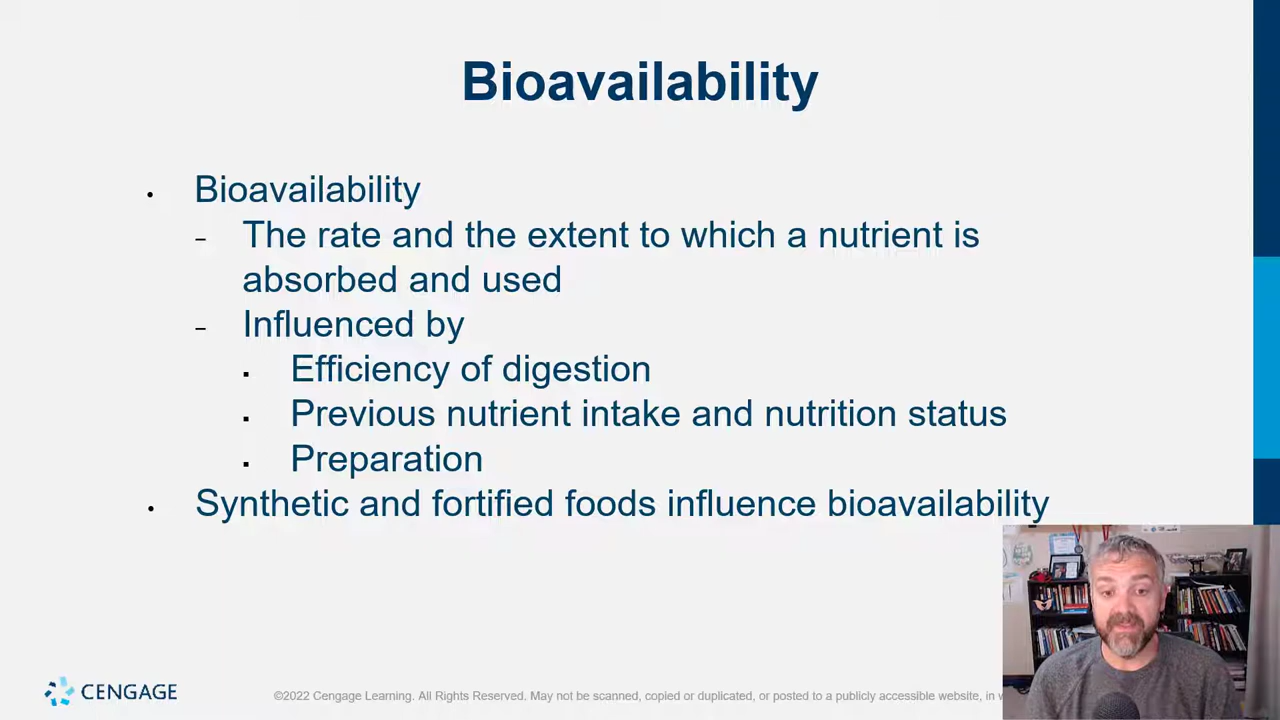 Bioavailability
• Bioavailability
– The rate and the extent to which a nutrient is
absorbed and used
– Influenced by
▪ Efficiency of digestion
▪ Previous nutrient intake and nutrition status
▪ Preparation
• Synthetic and fortified foods influence bioavailability
CENGAGE
©2022 Cengage Learning. All Rights Reserved. May not be scanned, copied or duplicated, or posted to a publicly accessible website, in